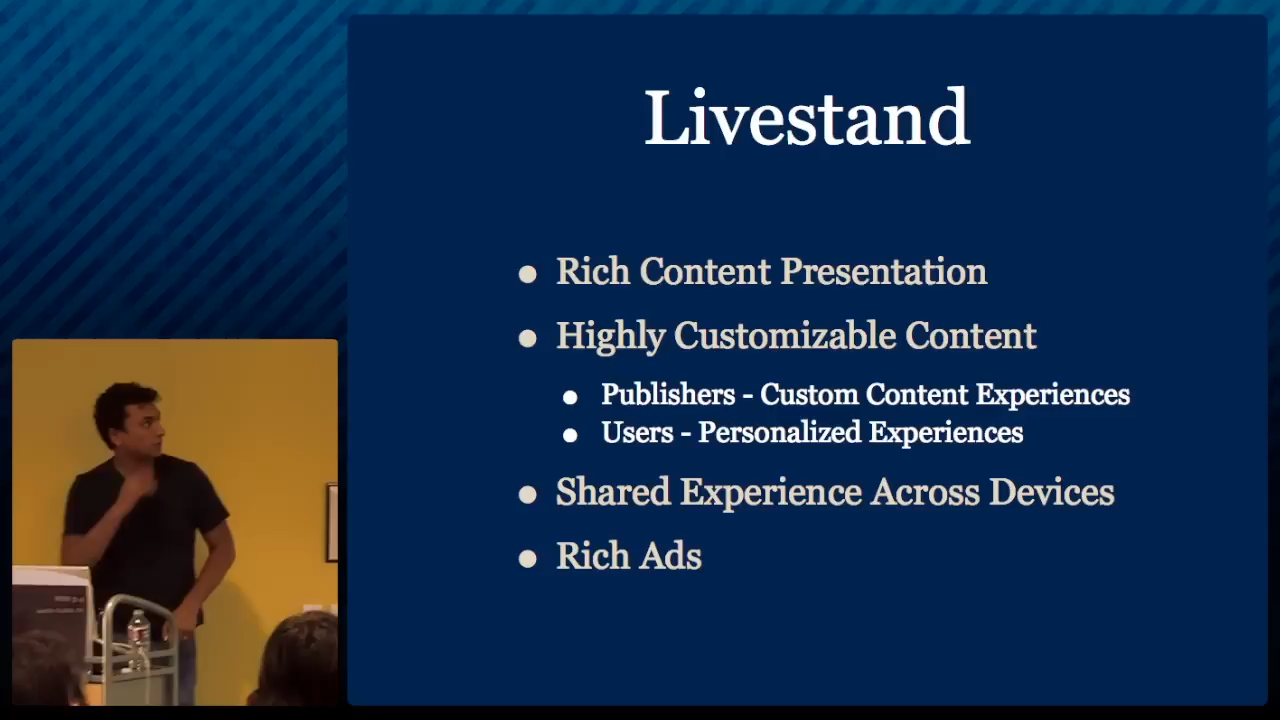 Livestand
• Rich Content Presentation
• Highly Customizable Content
• Publishers - Custom Content Experiences
• Users - Personalized Experiences
• Shared Experience Across Devices
• Rich Ads